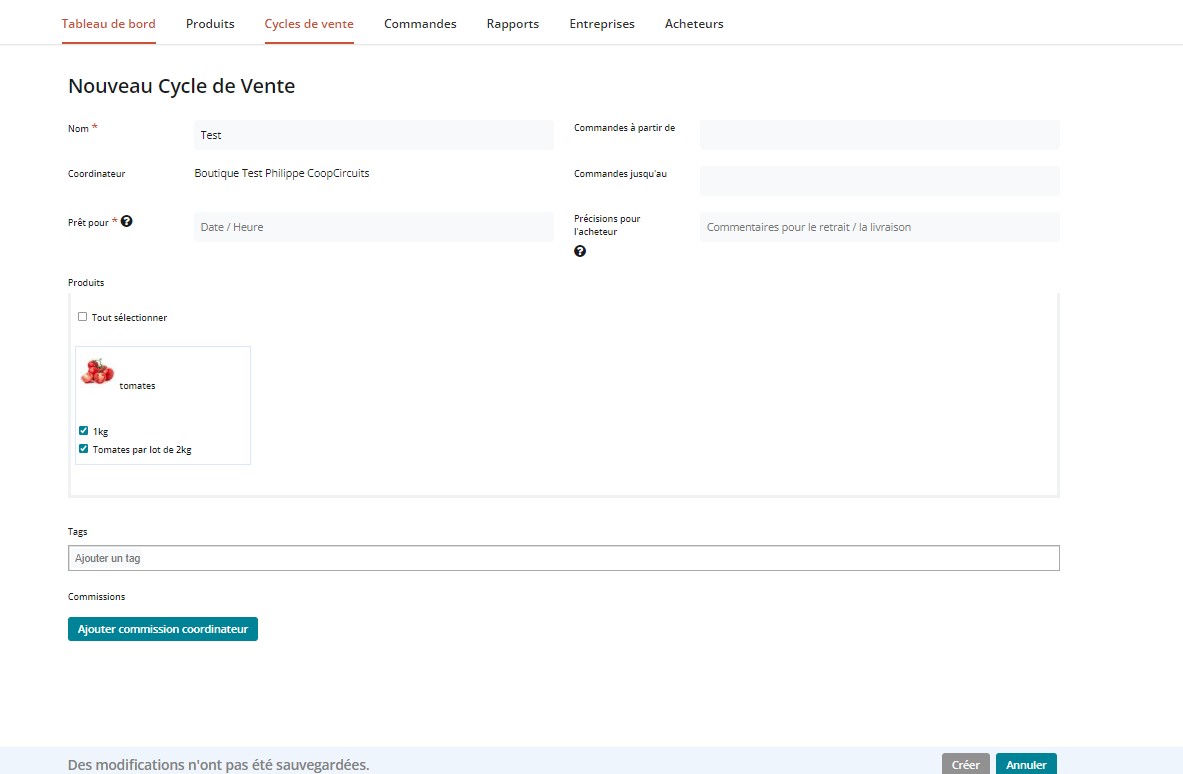 Tableau de bord Produits Cycles de vente Commandes Rapports Entreprises Acheteurs
Nouveau Cycle de Vente
Nom * Test Commandes à partir de
Coordinateur Boutique Test Philippe CoopCircuits Commandes jusqu'au
Prêt pour * ? Date / Heure Précisions pour
l'acheteur Commentaires pour le retrait / la livraison
?
Produits
Tout sélectionner
tomates
1kg
Tomates par lot de 2kg
Tags
Ajouter un tag
Commissions
Ajouter commission coordinateur
Des modifications n'ont pas été sauvegardées. Créer Annuler